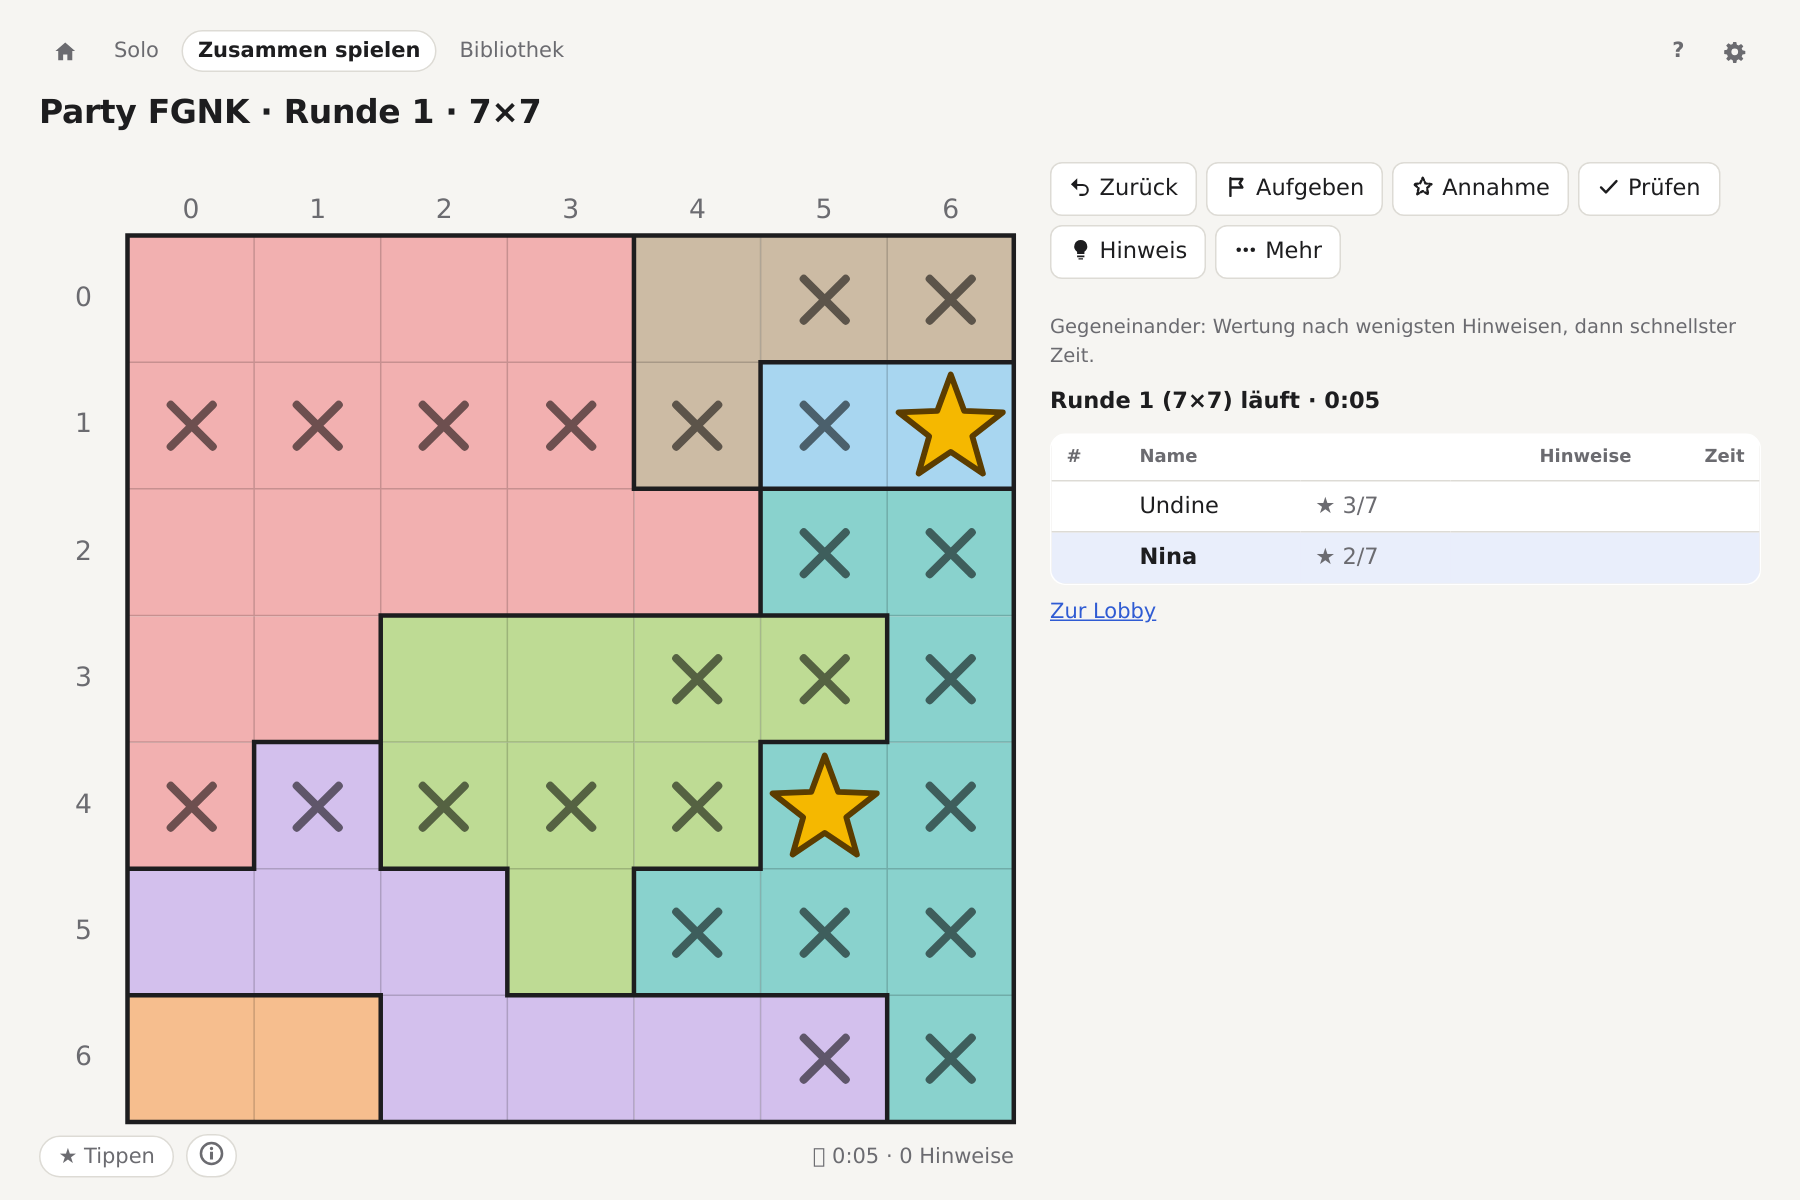 Solo Zusammen spielen Bibliothek ?
Party FGNK · Runde 1 · 7×7
Zurück Aufgeben Annahme Prüfen
Hinweis Mehr
0 1 2 3 4 5 6
0
1
2
3
4
5
6
Gegeneinander: Wertung nach wenigsten Hinweisen, dann schnellster
Zeit.
Runde 1 (7×7) läuft · 0:05
# Name Hinweise Zeit
Undine ★ 3/7
Nina ★ 2/7
Zur Lobby
★ Tippen
0:05 · 0 Hinweise